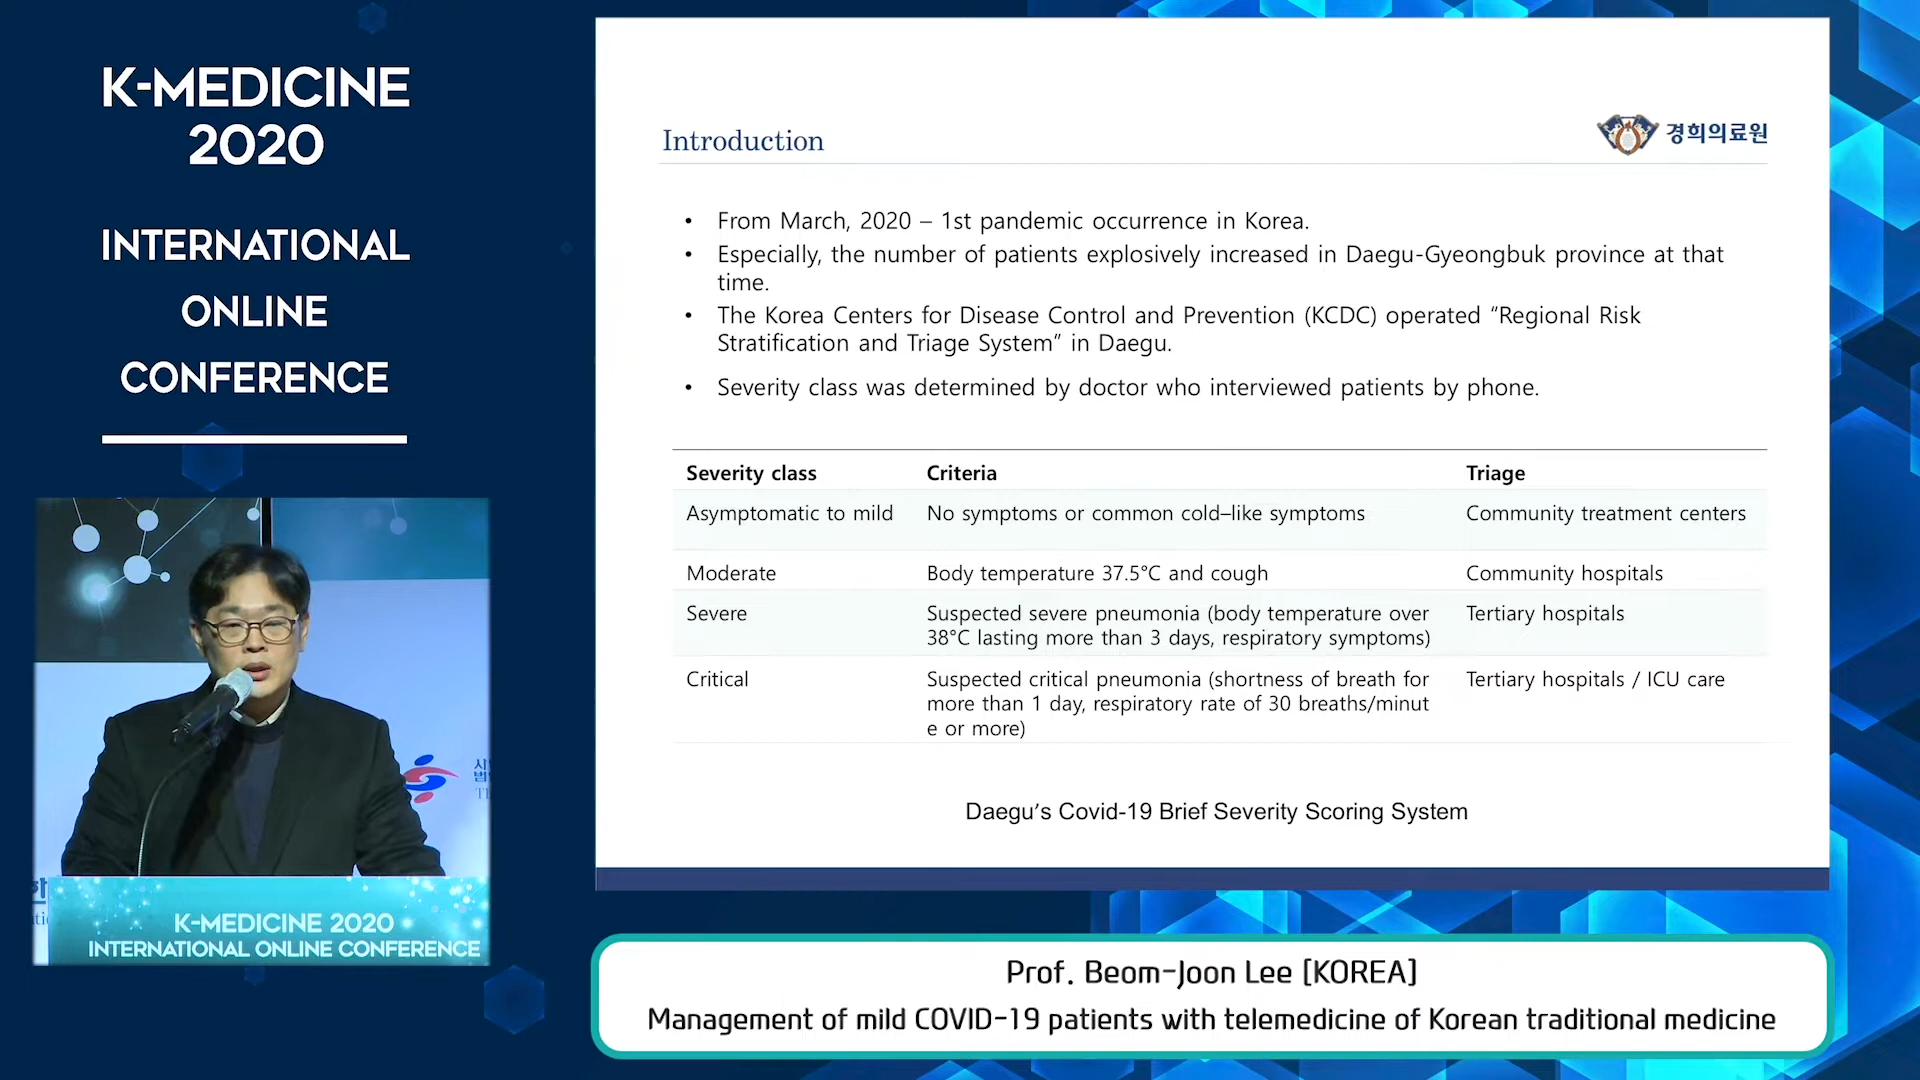 K-MEDICINE
2020
INTERNATIONAL
ONLINE
CONFERENCE
K-MEDICINE 2020
INTERNATIONAL ONLINE CONFERENCE
Introduction
경희의료원
• From March, 2020 – 1st pandemic occurrence in Korea.
• Especially, the number of patients explosively increased in Daegu-Gyeongbuk province at that
time.
• The Korea Centers for Disease Control and Prevention (KCDC) operated “Regional Risk
Stratification and Triage System” in Daegu.
• Severity class was determined by doctor who interviewed patients by phone.
Severity class Criteria Triage
Asymptomatic to mild No symptoms or common cold–like symptoms Community treatment centers
Moderate Body temperature 37.5°C and cough Community hospitals
Severe Suspected severe pneumonia (body temperature over Tertiary hospitals
38°C lasting more than 3 days, respiratory symptoms)
Critical Suspected critical pneumonia (shortness of breath for Tertiary hospitals / ICU care
more than 1 day, respiratory rate of 30 breaths/minut
e or more)
Daegu’s Covid-19 Brief Severity Scoring System
Prof. Beom-Joon Lee [KOREA]
Management of mild COVID-19 patients with telemedicine of Korean traditional medicine